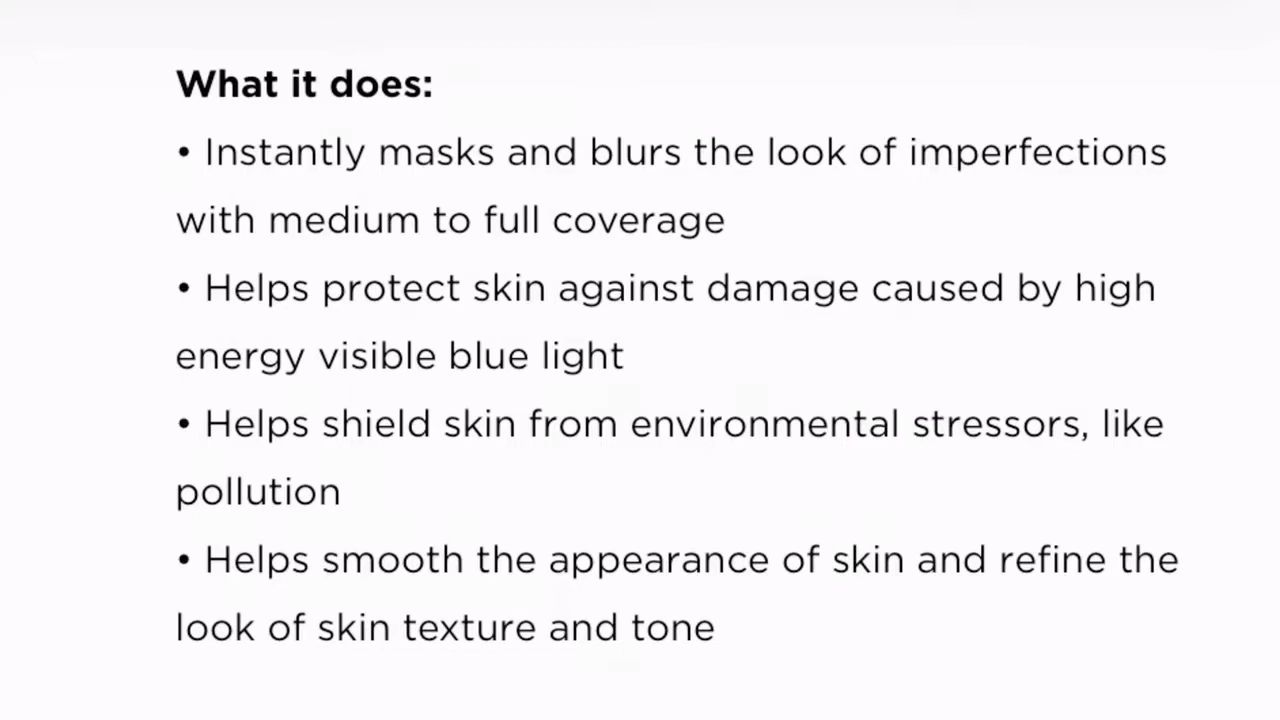 What it does:
• Instantly masks and blurs the look of imperfections
with medium to full coverage
• Helps protect skin against damage caused by high
energy visible blue light
• Helps shield skin from environmental stressors, like
pollution
• Helps smooth the appearance of skin and refine the
look of skin texture and tone